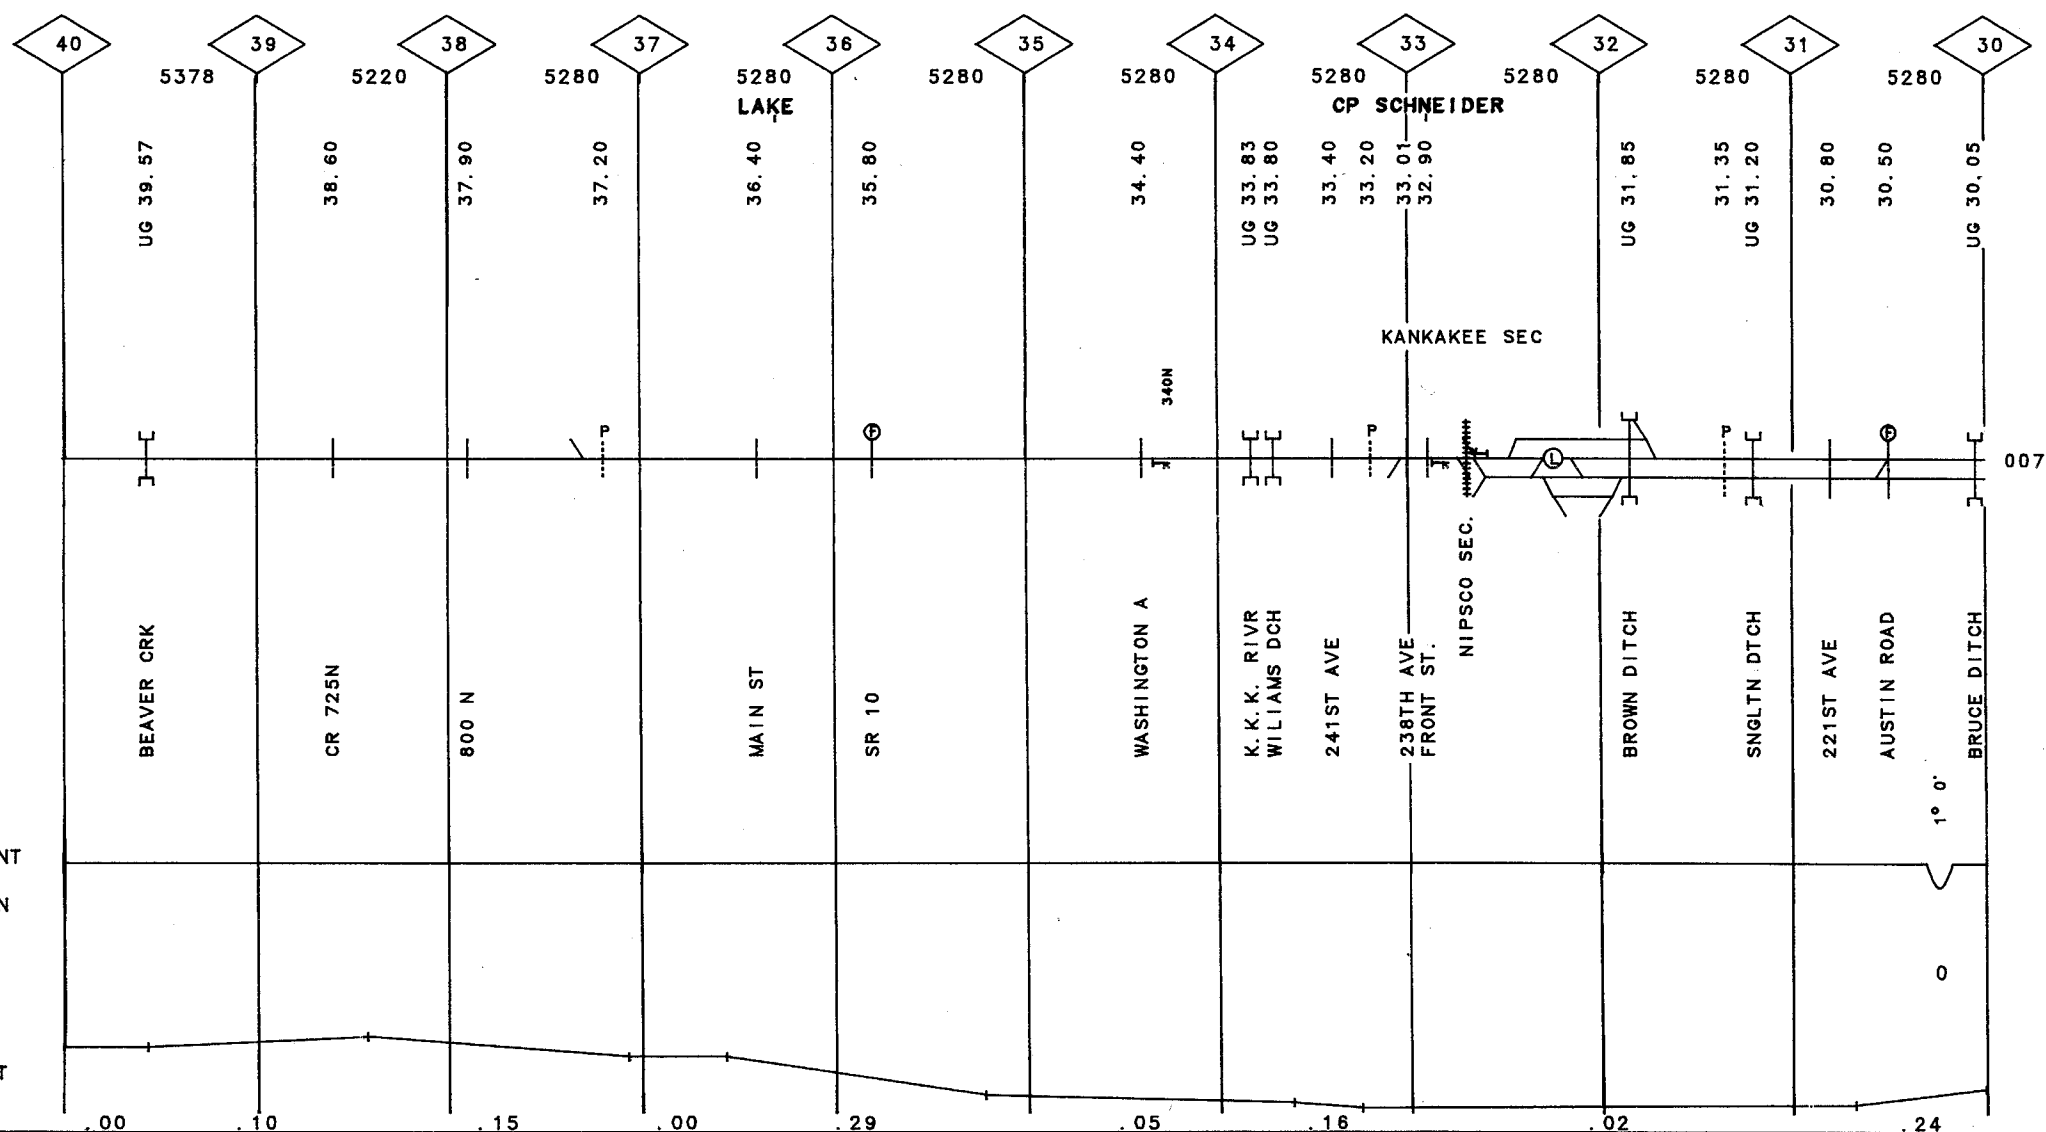 40 39 38 37 36 35 34 33 32 31 30
5378 5220 5280 5280 5280 5280 5280 5280 5280 5280
LAKE CP SCHNEIDER
UG 39.57
38.60
37.90
37.20
36.40
35.80
34.40
UG 33.83
UG 33.80
33.40
33.20
33.01
32.90
UG 31.85
31.35
UG 31.20
30.80
30.50
UG 30.05
KANKAKEE SEC
340N
P F P L P F
007
NIPSCO SEC.
BEAVER CRK
CR 725N
800 N
MAIN ST
SR 10
WASHINGTON A
K.K.K. RIVR
WILIAMS DCH
241ST AVE
238TH AVE
FRONT ST.
BROWN DITCH
SNGLTN DTCH
221ST AVE
AUSTIN ROAD
BRUCE DITCH
1° 0'
NT
N
0
T
.00 .10 .15 .00 .29 .05 .16 .02 .24